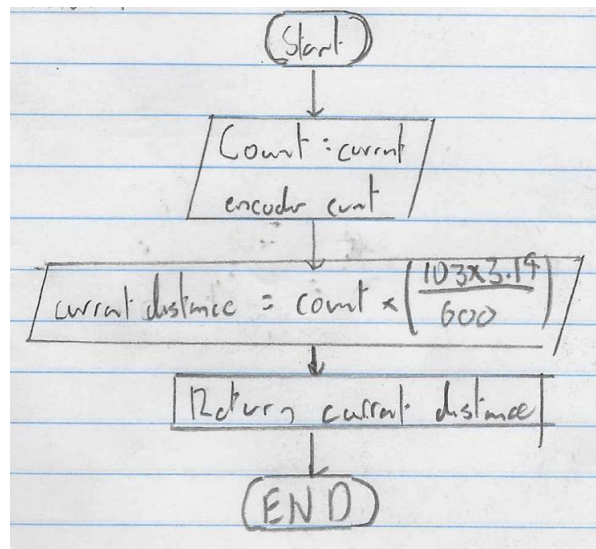 Start
Count = current
encoder count
current distance = count × (103x3.14
600)
Return current distance
END